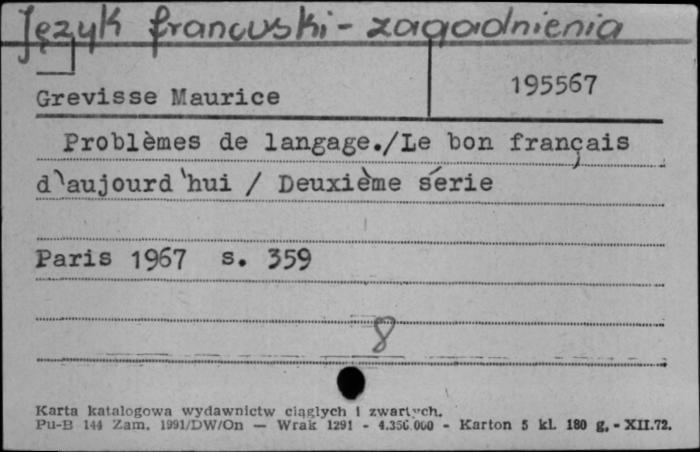 Język francuski - zagadnienia
195567
Grevisse Maurice
Problèmes de langage./Le bon français
d'aujourd'hui / Deuxième série
Paris 1967 s. 359
8
Karta katalogowa wydawnictw ciągłych i zwartych.
Pu-B 144 Zam. 1991/DW/On — Wrak 1291 - 4.350.000 - Karton 5 kl. 180 g. - XII.72.